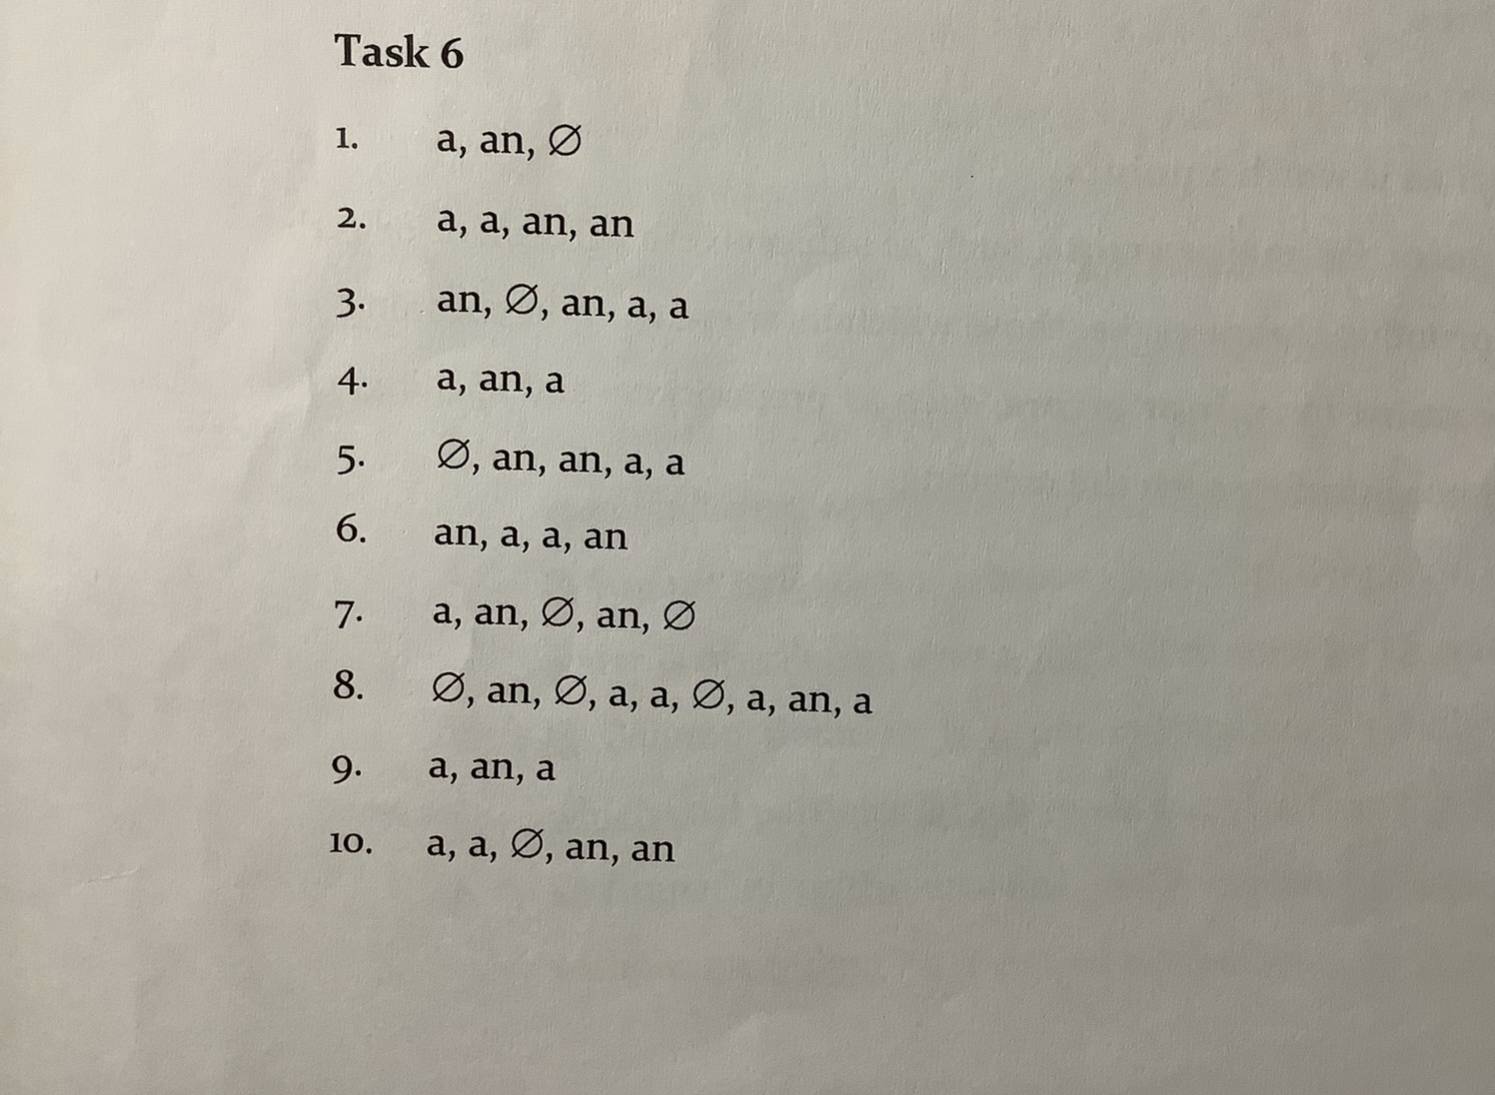 Task 6
1. a, an, Ø
2. a, a, an, an
3. an, Ø, an, a, a
4. a, an, a
5. Ø, an, an, a, a
6. an, a, a, an
7. a, an, Ø, an, Ø
8. Ø, an, Ø, a, a, Ø, a, an, a
9. a, an, a
10. a, a, Ø, an, an